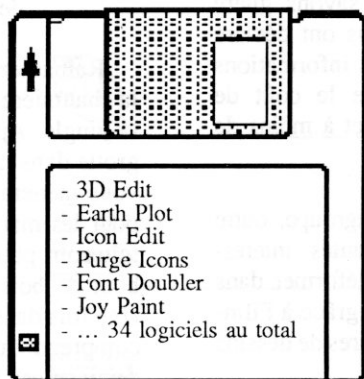 - 3D Edit
- Earth Plot
- Icon Edit
- Purge Icons
- Font Doubler
- Joy Paint
- ... 34 logiciels au total